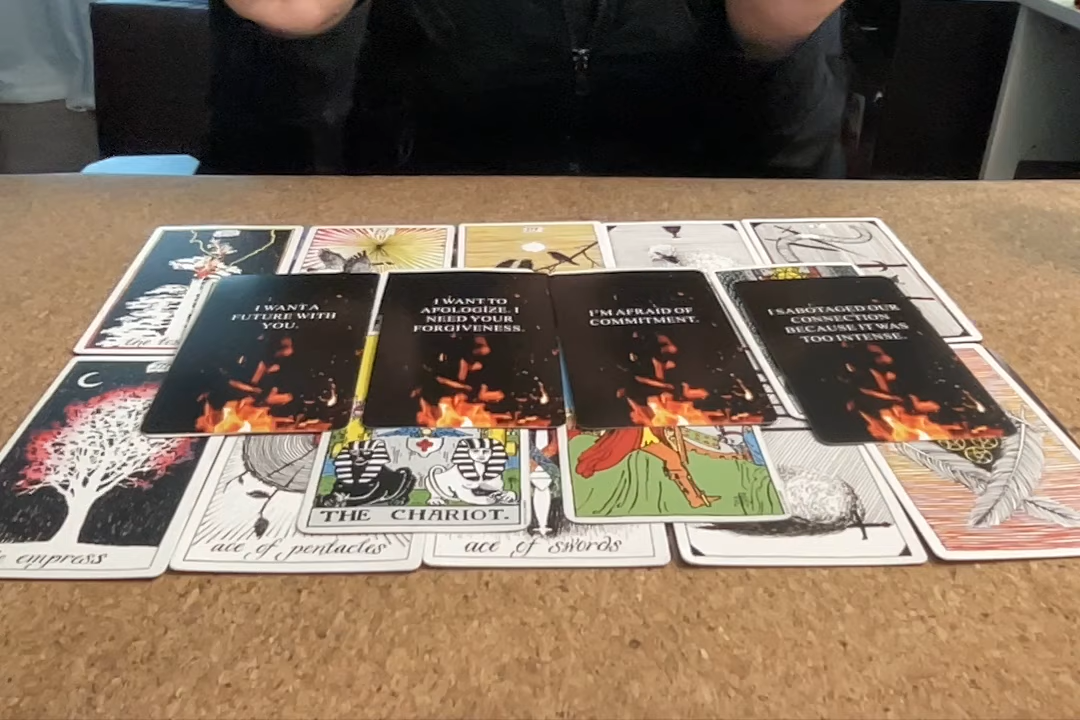 I WANT A
FUTURE WITH
YOU.
I WANT TO
APOLOGIZE. I
NEED YOUR
FORGIVENESS.
I'M AFRAID OF
COMMITMENT.
I SABOTAGED OUR
CONNECTION
BECAUSE IT WAS
TOO INTENSE.
THE CHARIOT.
empress
ace of pentacles
ace of swords